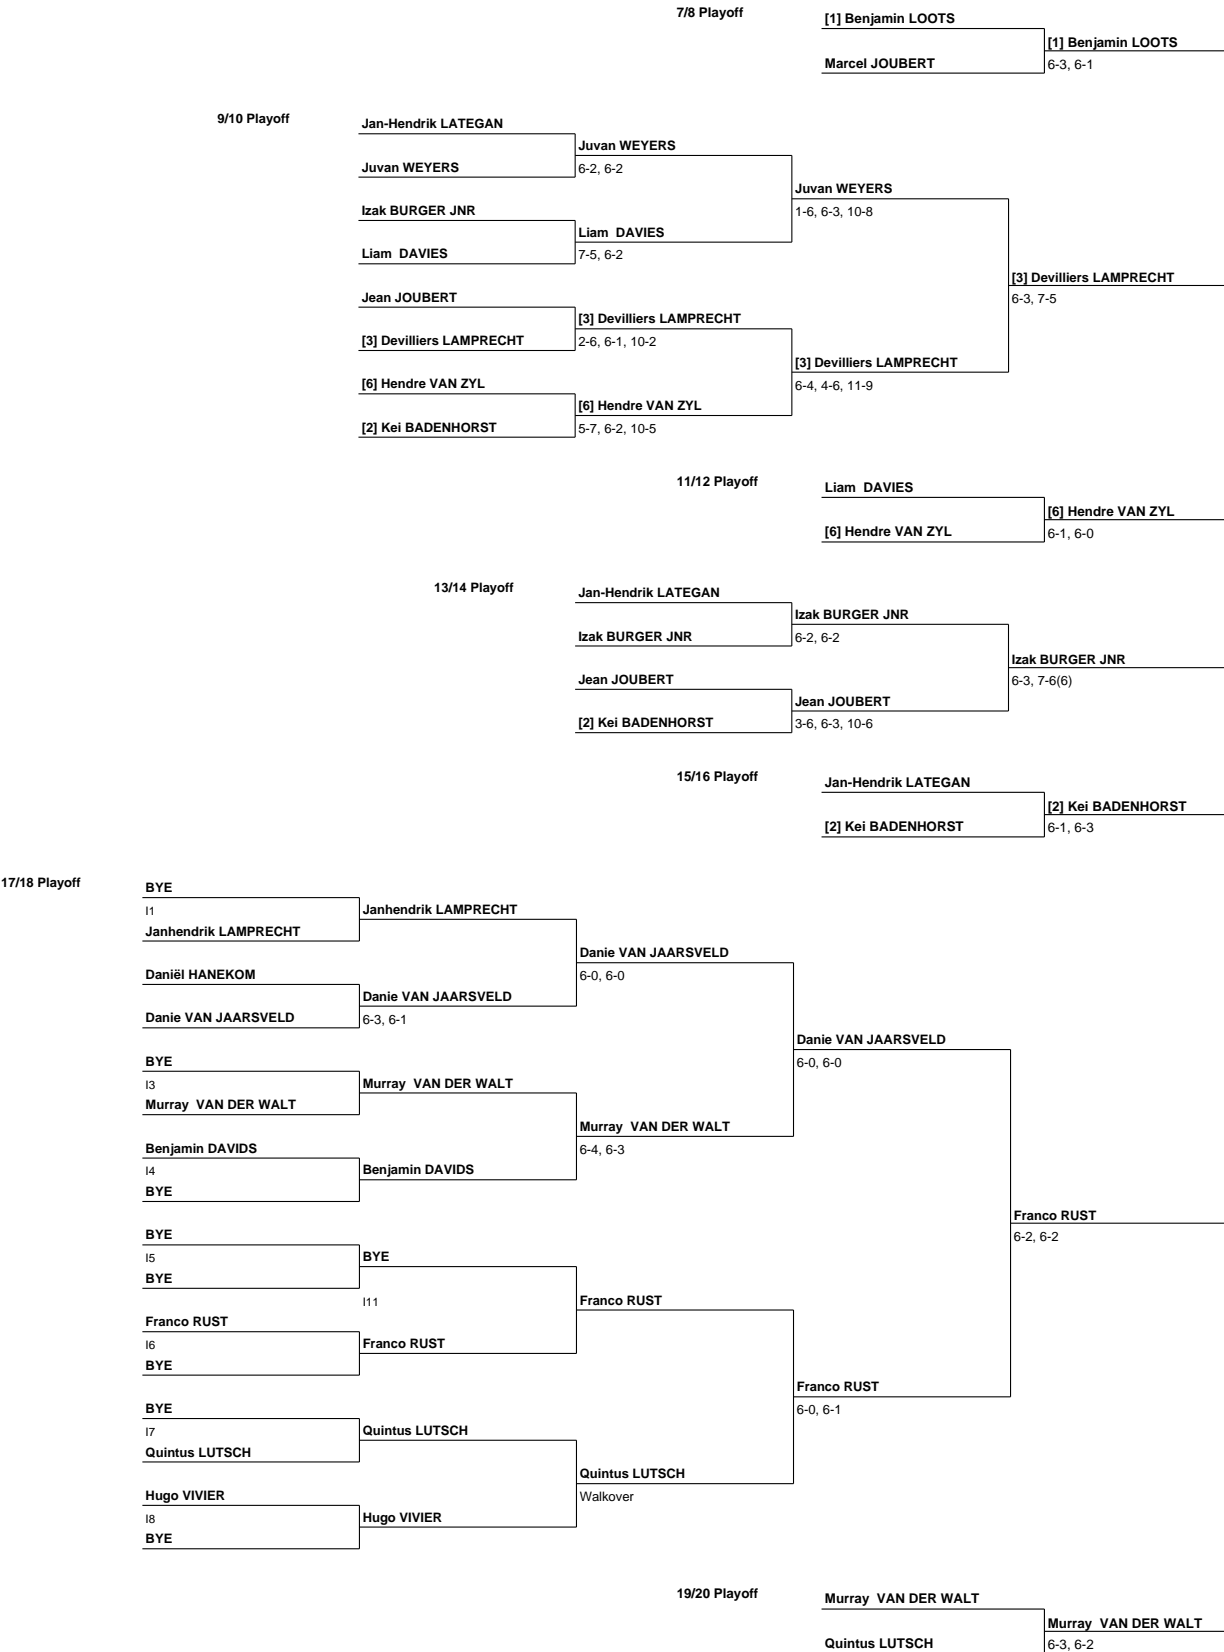 7/8 Playoff
[1] Benjamin LOOTS
[1] Benjamin LOOTS
Marcel JOUBERT
6-3, 6-1
9/10 Playoff
Jan-Hendrik LATEGAN
Juvan WEYERS
Juvan WEYERS
6-2, 6-2
Juvan WEYERS
Izak BURGER JNR
1-6, 6-3, 10-8
Liam DAVIES
Liam DAVIES
7-5, 6-2
[3] Devilliers LAMPRECHT
Jean JOUBERT
6-3, 7-5
[3] Devilliers LAMPRECHT
[3] Devilliers LAMPRECHT
2-6, 6-1, 10-2
[3] Devilliers LAMPRECHT
[6] Hendre VAN ZYL
6-4, 4-6, 11-9
[6] Hendre VAN ZYL
[2] Kei BADENHORST
5-7, 6-2, 10-5
11/12 Playoff
Liam DAVIES
[6] Hendre VAN ZYL
[6] Hendre VAN ZYL
6-1, 6-0
13/14 Playoff
Jan-Hendrik LATEGAN
Izak BURGER JNR
Izak BURGER JNR
6-2, 6-2
Izak BURGER JNR
Jean JOUBERT
6-3, 7-6(6)
Jean JOUBERT
[2] Kei BADENHORST
3-6, 6-3, 10-6
15/16 Playoff
Jan-Hendrik LATEGAN
[2] Kei BADENHORST
[2] Kei BADENHORST
6-1, 6-3
17/18 Playoff
BYE
I1
Janhendrik LAMPRECHT
Janhendrik LAMPRECHT
Danie VAN JAARSVELD
Daniël HANEKOM
6-0, 6-0
Danie VAN JAARSVELD
Danie VAN JAARSVELD
6-3, 6-1
Danie VAN JAARSVELD
BYE
6-0, 6-0
I3
Murray VAN DER WALT
Murray VAN DER WALT
Murray VAN DER WALT
Benjamin DAVIDS
6-4, 6-3
I4
Benjamin DAVIDS
BYE
Franco RUST
BYE
6-2, 6-2
I5
BYE
BYE
I11
Franco RUST
Franco RUST
I6
Franco RUST
BYE
Franco RUST
BYE
6-0, 6-1
I7
Quintus LUTSCH
Quintus LUTSCH
Quintus LUTSCH
Hugo VIVIER
Walkover
I8
Hugo VIVIER
BYE
19/20 Playoff
Murray VAN DER WALT
Murray VAN DER WALT
Quintus LUTSCH
6-3, 6-2